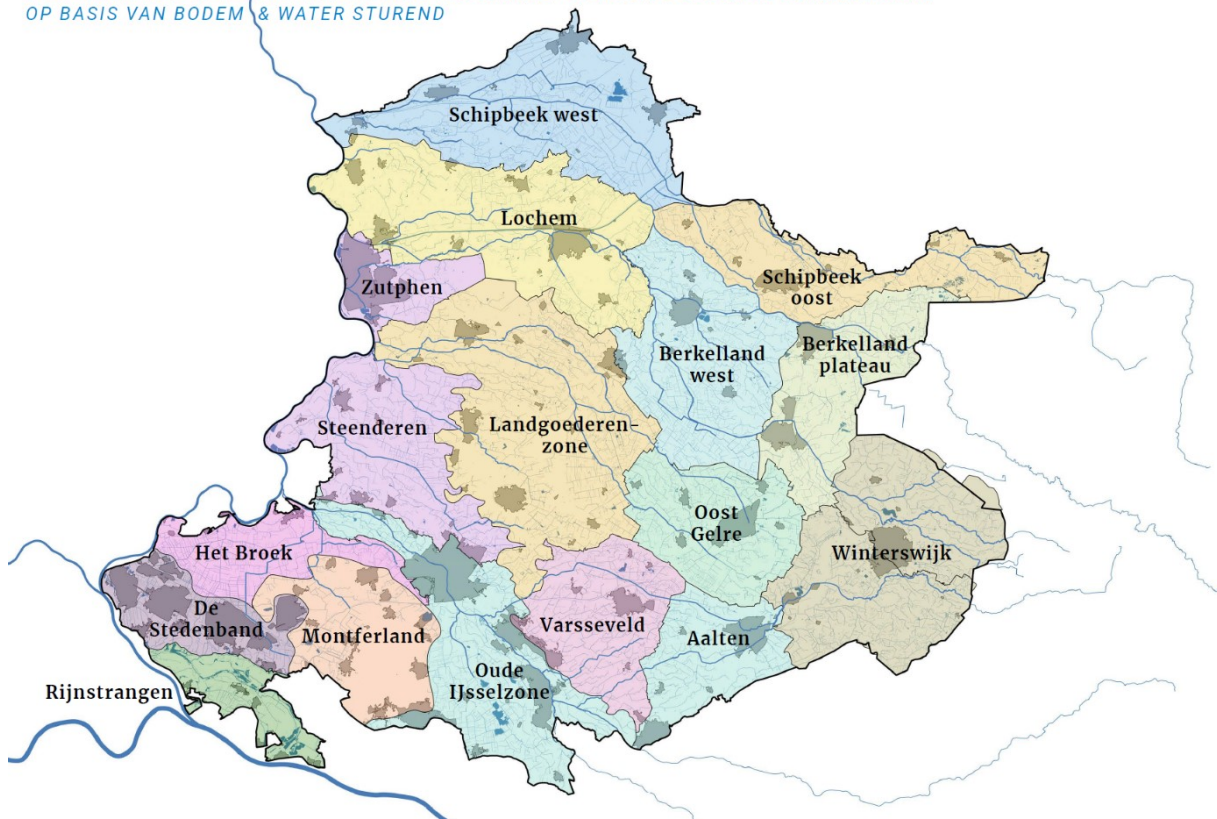 OP BASIS VAN BODEM & WATER STUREND
Schipbeek west
Lochem
Zutphen
Schipbeek
oost
Berkelland
west
Berkelland
plateau
Steenderen
Landgoederen-
zone
Oost
Gelre
Winterswijk
Het Broek
De
Stedenband
Montferland
Varsseveld
Aalten
Oude
IJsselzone
Rijnstrangen